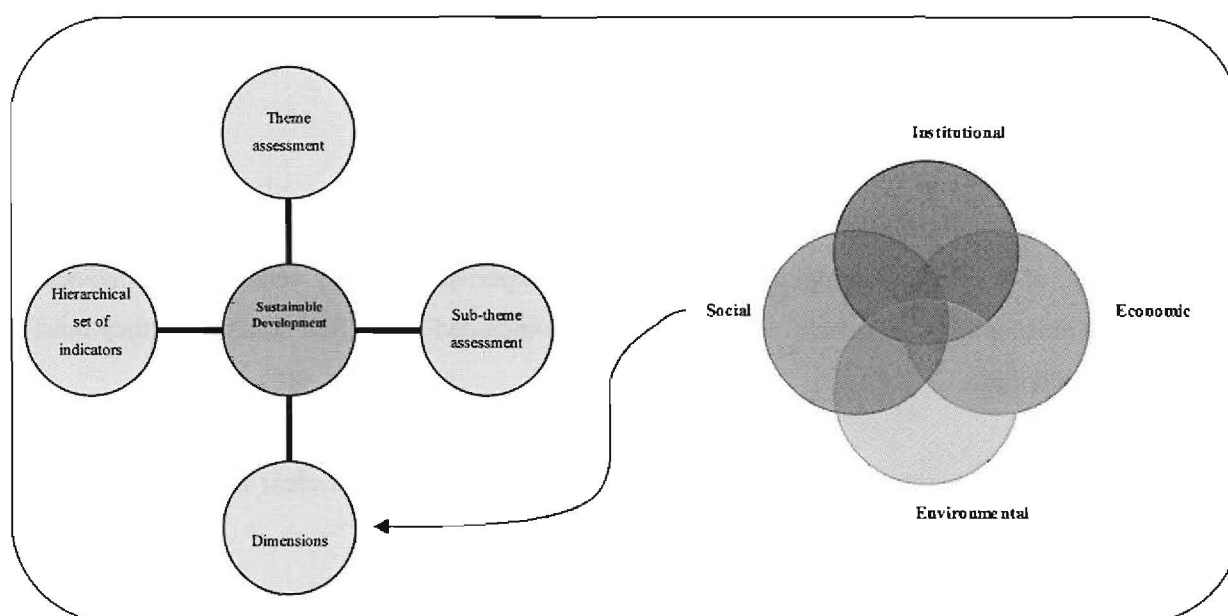 Theme
assessment
Hierarchical
set of
indicators
Sustainable
Development
Sub-theme
assessment
Dimensions
Institutional
Social
Economic
Environmental